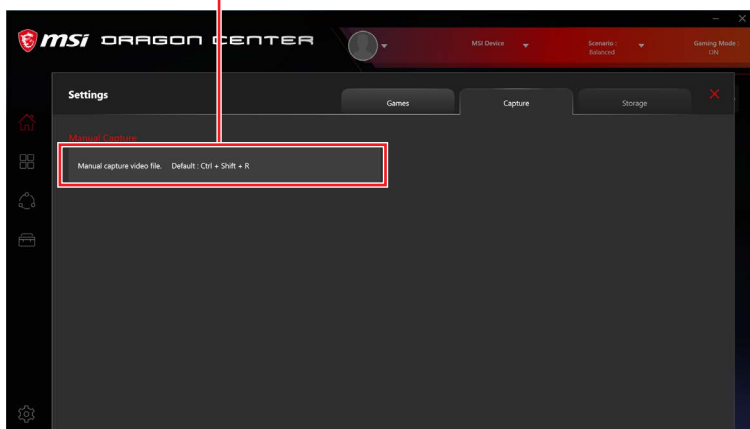 msi DRAGON CENTER
MSI Device
Scenario :
Balanced
Gaming Mode :
ON
Settings
Games
Capture
Storage
Manual Capture
Manual capture video file. Default : Ctrl + Shift + R